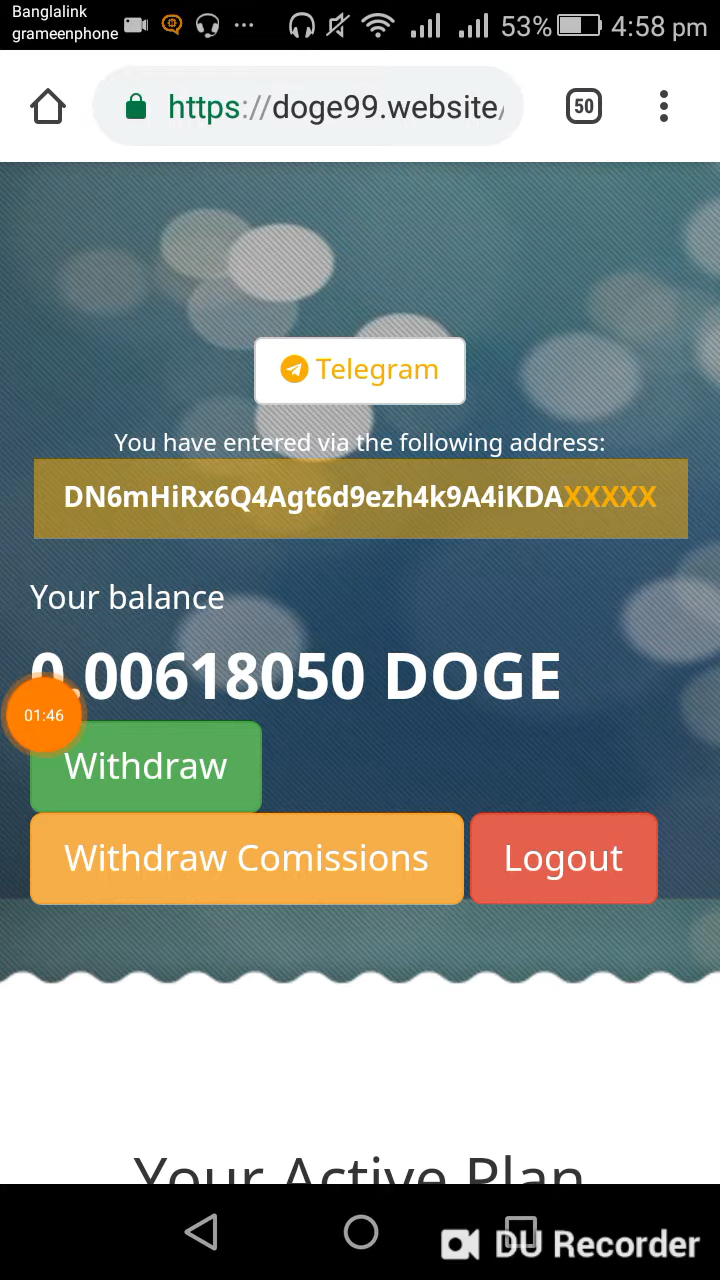 Banglalink
grameenphone
53% 4:58 pm
https://doge99.website/
50
Telegram
You have entered via the following address:
DN6mHiRx6Q4Agt6d9ezh4k9A4iKDAXXXXX
Your balance
0.00618050 DOGE
01:46
Withdraw
Withdraw Comissions
Logout
Your Active Plan
DU Recorder